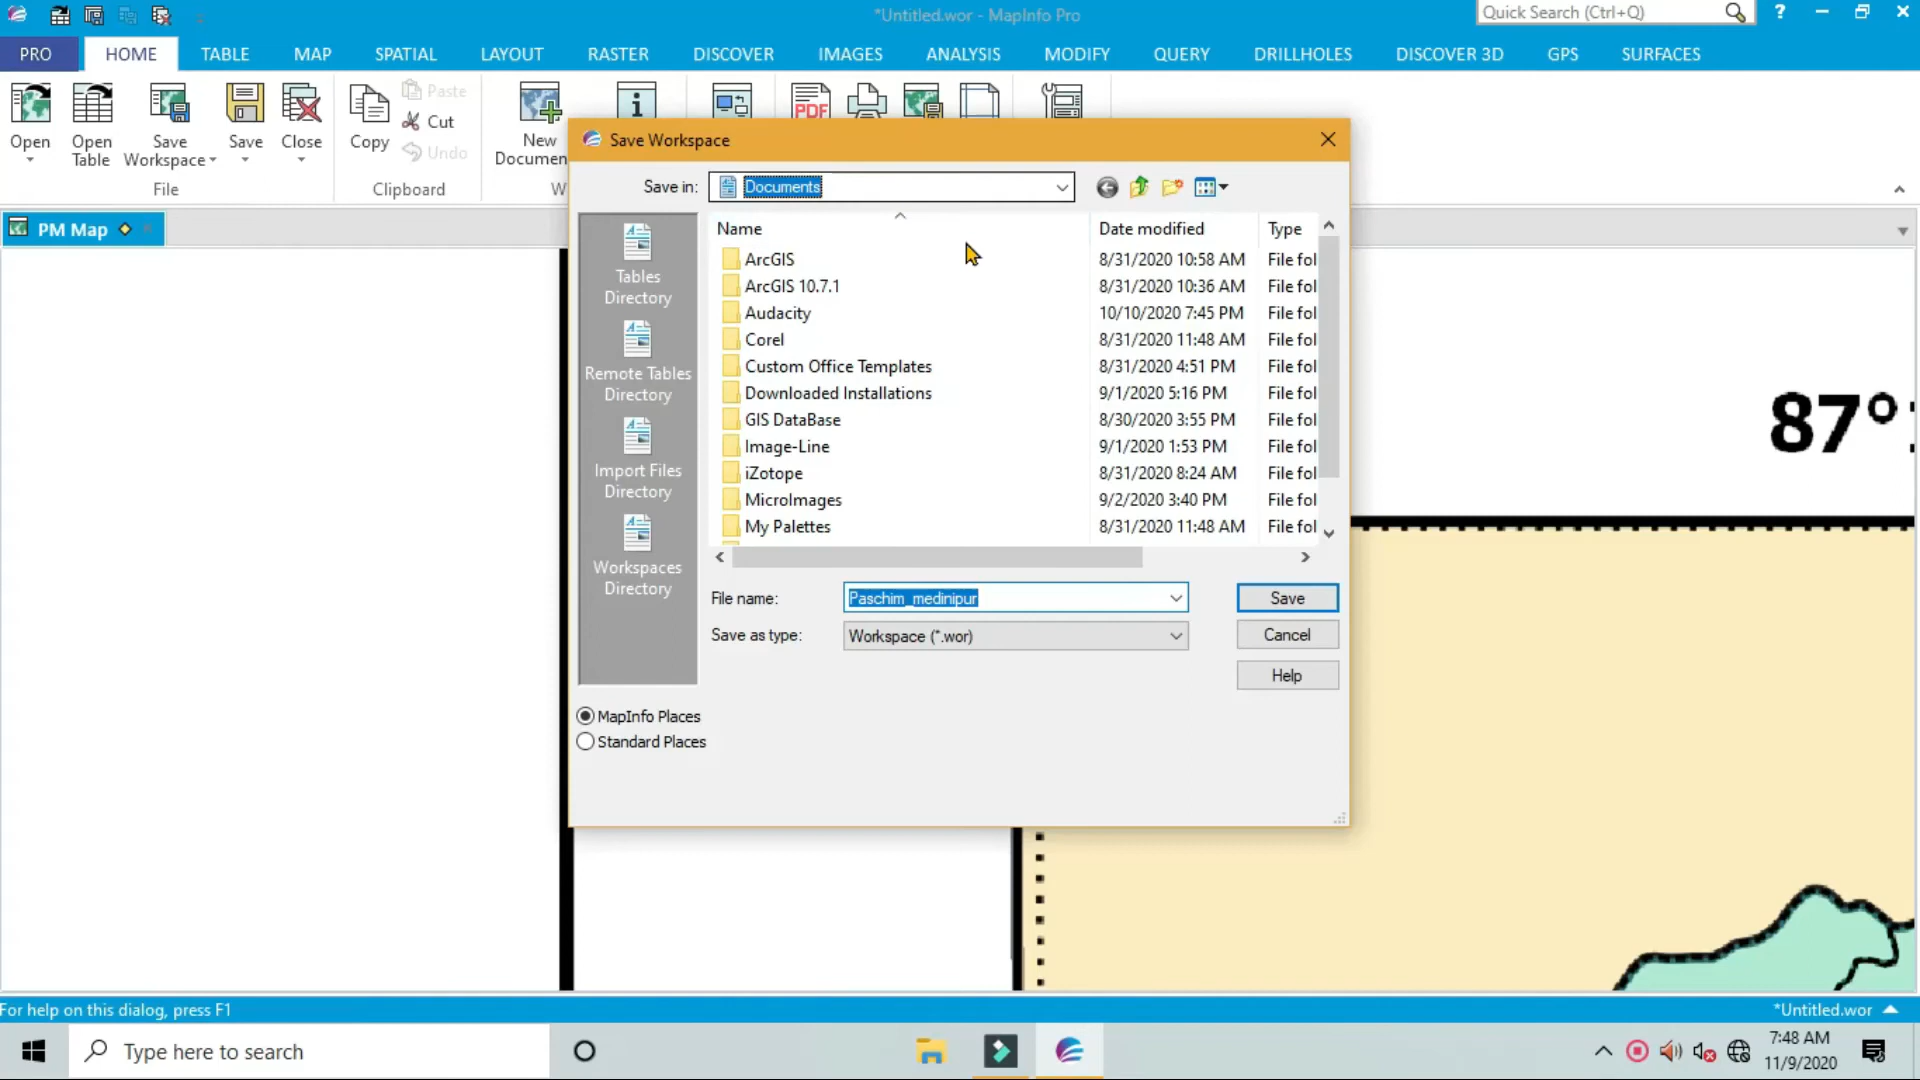 *Untitled.wor - MapInfo Pro
Quick Search (Ctrl+Q)
?
PRO HOME TABLE MAP SPATIAL LAYOUT RASTER DISCOVER IMAGES ANALYSIS MODIFY QUERY DRILLHOLES DISCOVER 3D GPS SURFACES
Open
Open Table
Save Workspace
Save
Close
File
Copy
Paste
Cut
Undo
Clipboard
New
Documen
W
PDF
PM Map
Save Workspace
Save in: Documents
Tables
Directory
Remote Tables
Directory
Import Files
Directory
Workspaces
Directory
Name Date modified Type
ArcGIS 8/31/2020 10:58 AM File fol
ArcGIS 10.7.1 8/31/2020 10:36 AM File fol
Audacity 10/10/2020 7:45 PM File fol
Corel 8/31/2020 11:48 AM File fol
Custom Office Templates 8/31/2020 4:51 PM File fol
Downloaded Installations 9/1/2020 5:16 PM File fol
GIS DataBase 8/30/2020 3:55 PM File fol
Image-Line 9/1/2020 1:53 PM File fol
iZotope 8/31/2020 8:24 AM File fol
MicroImages 9/2/2020 3:40 PM File fol
My Palettes 8/31/2020 11:48 AM File fol
File name: Paschim_medinipur Save
Save as type: Workspace (*.wor) Cancel
Help
MapInfo Places
Standard Places
87°
For help on this dialog, press F1
*Untitled.wor
Type here to search
7:48 AM
11/9/2020